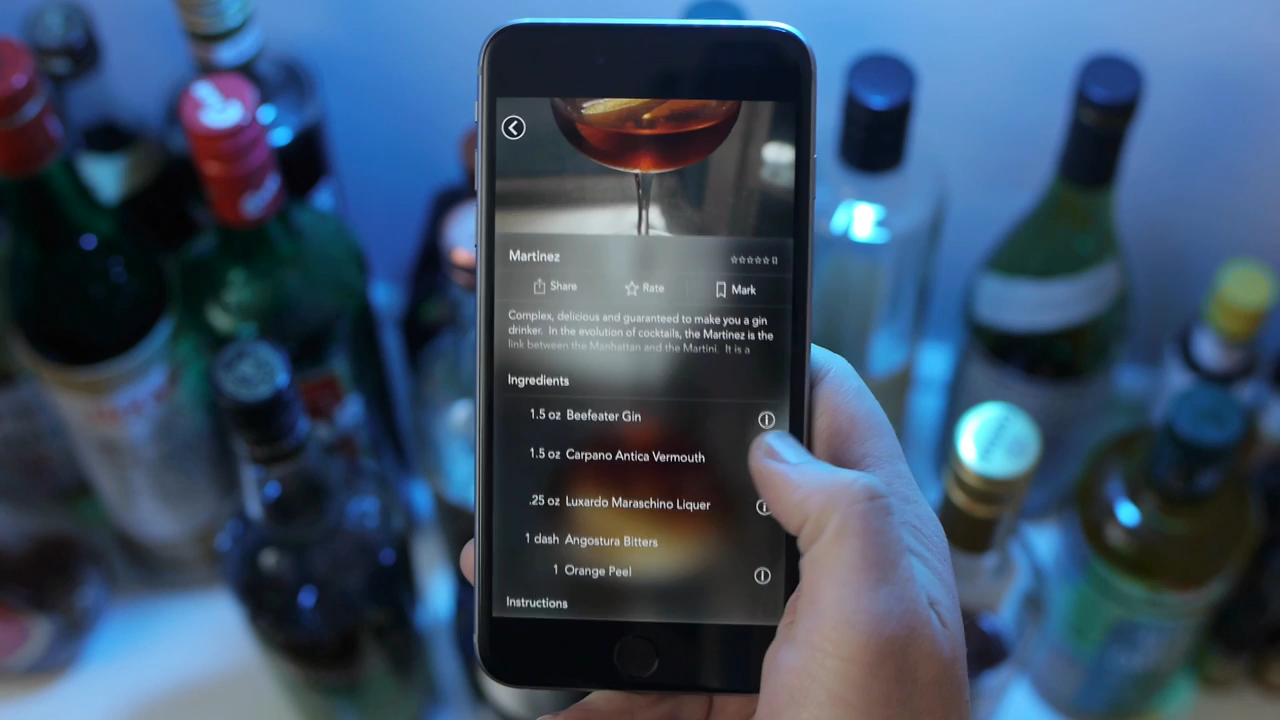 Martinez
Share Rate Mark
Complex, delicious and guaranteed to make you a gin
drinker. In the evolution of cocktails, the Martinez is the
link between the Manhattan and the Martini. It is a
Ingredients
1.5 oz Beefeater Gin
1.5 oz Carpano Antica Vermouth
.25 oz Luxardo Maraschino Liquer
1 dash Angostura Bitters
1 Orange Peel
Instructions